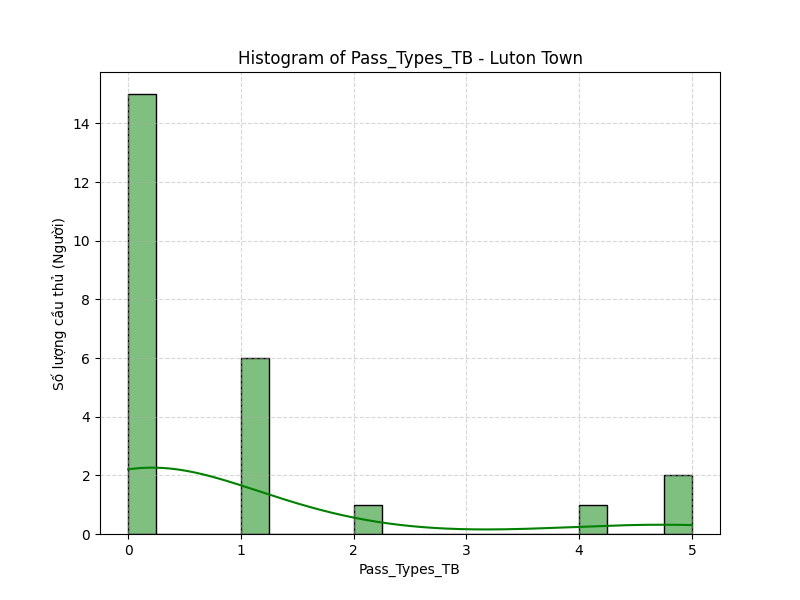 Histogram of Pass_Types_TB - Luton Town
Số lượng cầu thủ (Người)
14
12
10
8
6
4
2
0
0 1 2 3 4 5
Pass_Types_TB